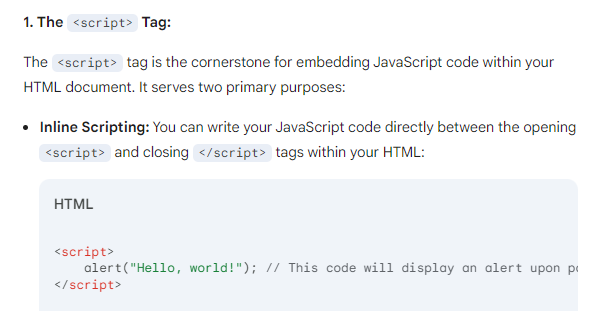 1. The <script> Tag:
The <script> tag is the cornerstone for embedding JavaScript code within your
HTML document. It serves two primary purposes:
• Inline Scripting: You can write your JavaScript code directly between the opening
<script> and closing </script> tags within your HTML:
HTML
<script>
    alert("Hello, world!"); // This code will display an alert upon
</script>